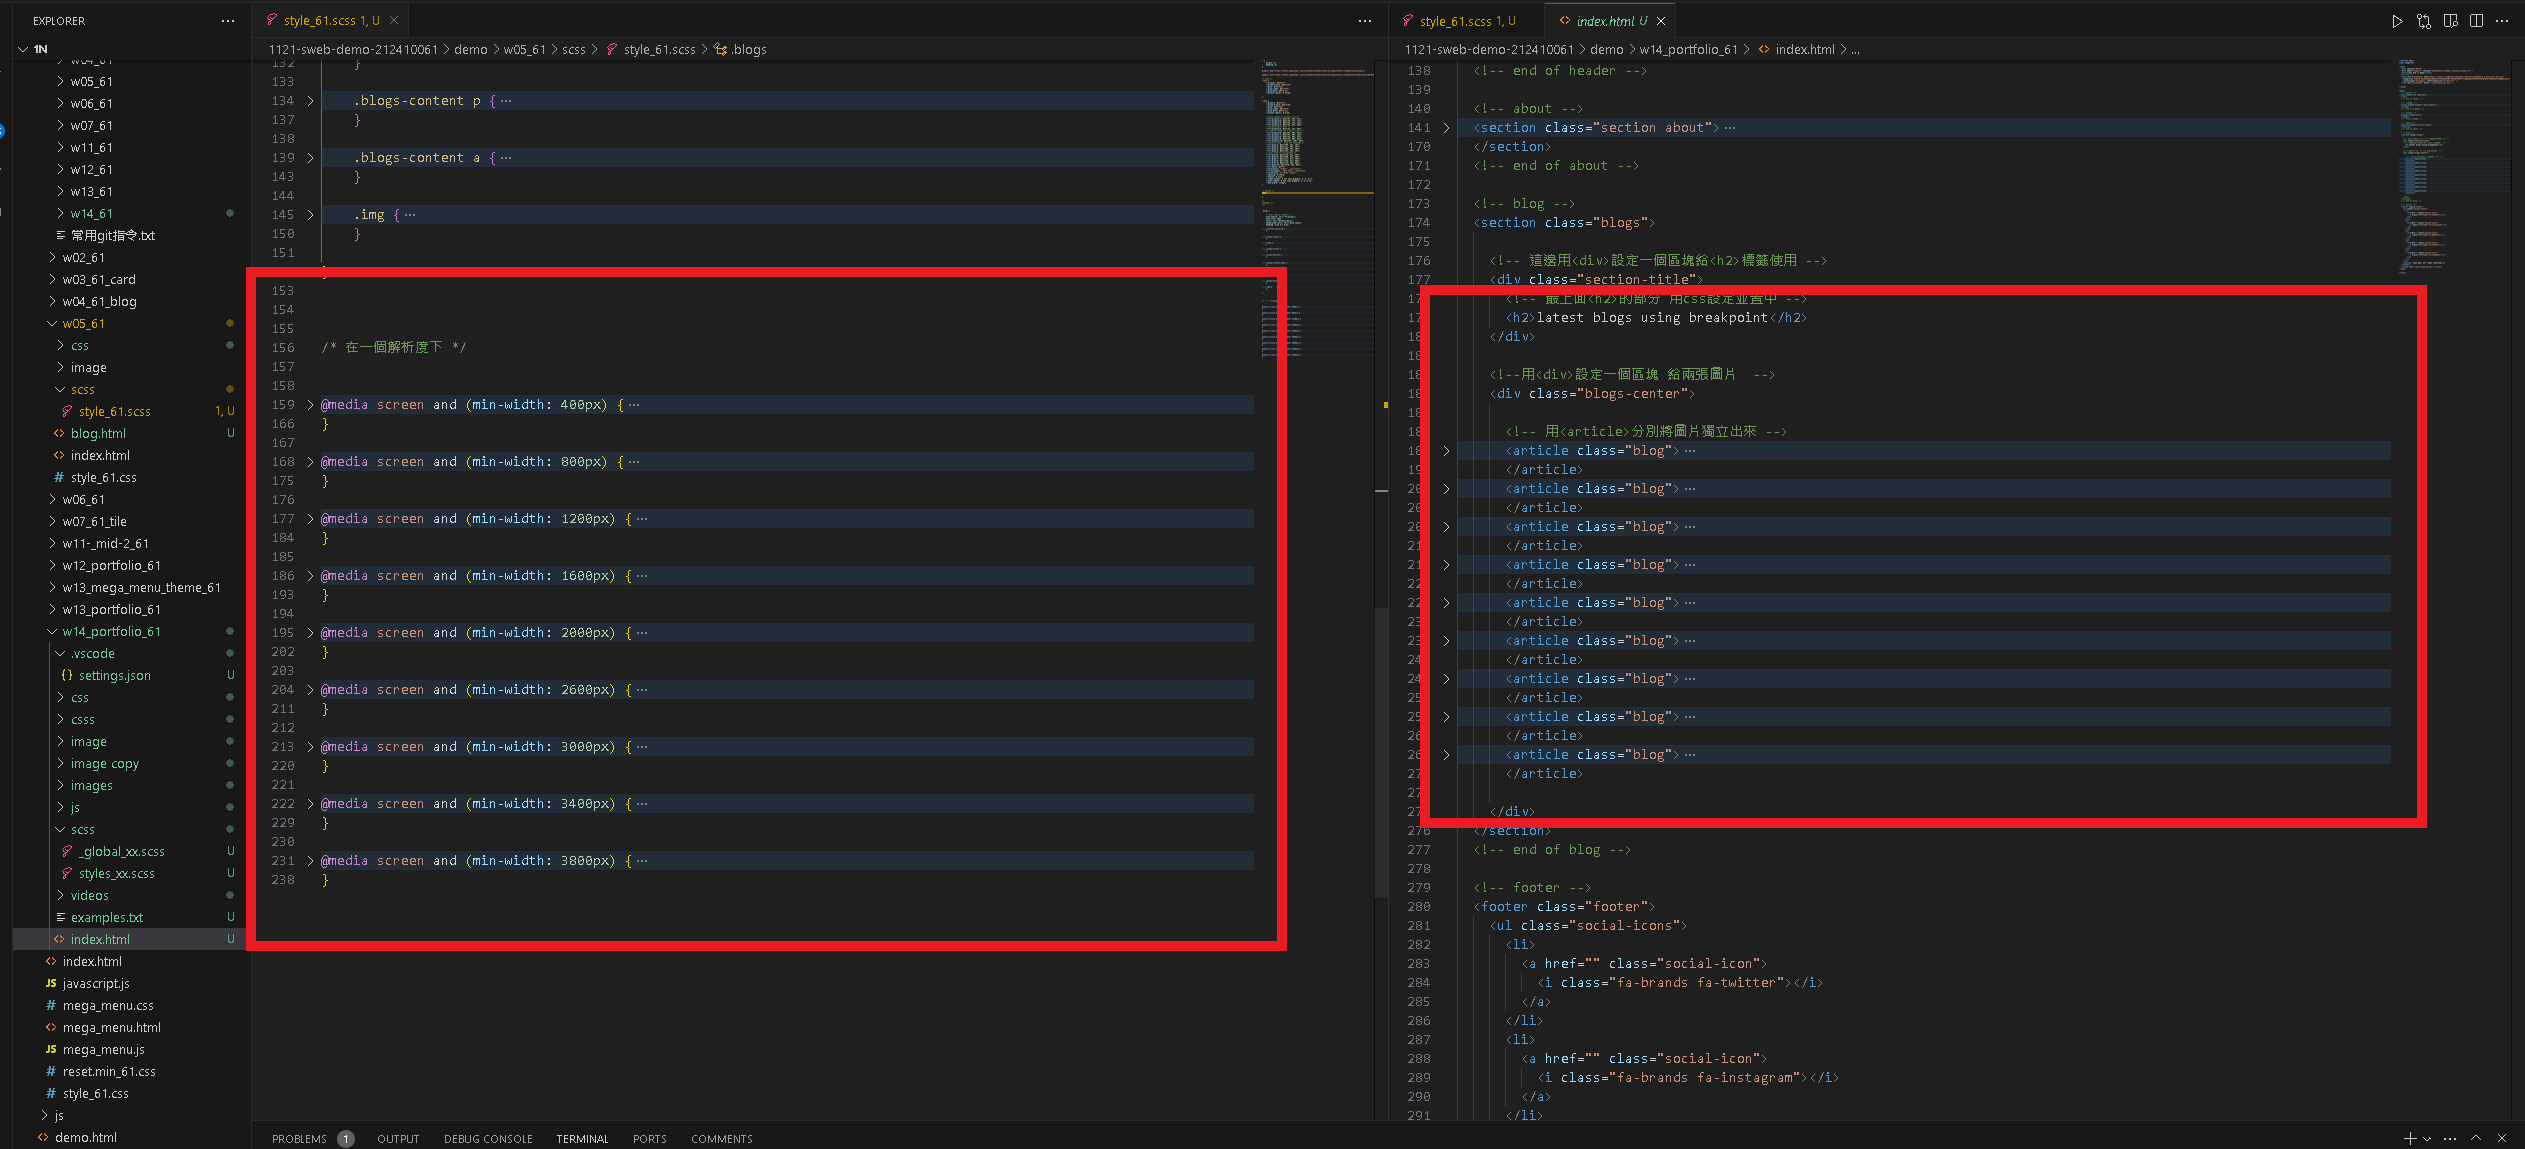 EXPLORER
1N
w05_61
w06_61
w07_61
w11_61
w12_61
w13_61
w14_61
常用git指令.txt
w02_61
w03_61_card
w04_61_blog
w05_61
css
image
scss
style_61.scss 1, U
blog.html U
index.html
style_61.css
w06_61
w07_61_tile
w11-_mid-2_61
w12_portfolio_61
w13_mega_menu_theme_61
w13_portfolio_61
w14_portfolio_61
.vscode
settings.json U
css
csss
image
image copy
images
js
scss
_global_xx.scss U
styles_xx.scss U
videos
examples.txt U
index.html U
index.html
javascript.js
mega_menu.css
mega_menu.html
mega_menu.js
reset.min_61.css
style_61.css
js
demo.html
style_61.scss 1, U
1121-sweb-demo-212410061 > demo > w05_61 > scss > style_61.scss > .blogs
132 }
133
134 .blogs-content p { ...
137 }
138
139 .blogs-content a { ...
143 }
144
145 .img { ...
150 }
151
153
154
155
156 /* 在一個解析度下 */
157
158
159 @media screen and (min-width: 400px) { ...
166 }
167
168 @media screen and (min-width: 800px) { ...
175 }
176
177 @media screen and (min-width: 1200px) { ...
184 }
185
186 @media screen and (min-width: 1600px) { ...
193 }
194
195 @media screen and (min-width: 2000px) { ...
202 }
203
204 @media screen and (min-width: 2600px) { ...
211 }
212
213 @media screen and (min-width: 3000px) { ...
220 }
221
222 @media screen and (min-width: 3400px) { ...
229 }
230
231 @media screen and (min-width: 3800px) { ...
238 }
style_61.scss 1, U
index.html U
1121-sweb-demo-212410061 > demo > w14_portfolio_61 > index.html > ...
138 <!-- end of header -->
139
140 <!-- about -->
141 <section class="section about"> ...
170 </section>
171 <!-- end of about -->
172
173 <!-- blog -->
174 <section class="blogs">
175
176 <!-- 這邊用<div>設定一個區塊給<h2>標籤使用 -->
177 <div class="section-title">
<!-- 最上面<h2>的部分 用css設定並置中 -->
<h2>latest blogs using breakpoint</h2>
</div>
<!--用<div>設定一個區塊 給兩張圖片 -->
<div class="blogs-center">
<!-- 用<article>分別將圖片獨立出來 -->
<article class="blog"> ...
</article>
<article class="blog"> ...
</article>
<article class="blog"> ...
</article>
<article class="blog"> ...
</article>
<article class="blog"> ...
</article>
<article class="blog"> ...
</article>
<article class="blog"> ...
</article>
<article class="blog"> ...
</article>
<article class="blog"> ...
</article>
</div>
276 </section>
277 <!-- end of blog -->
278
279 <!-- footer -->
280 <footer class="footer">
281 <ul class="social-icons">
282 <li>
283 <a href="" class="social-icon">
284 <i class="fa-brands fa-twitter"></i>
285 </a>
286 </li>
287 <li>
288 <a href="" class="social-icon">
289 <i class="fa-brands fa-instagram"></i>
290 </a>
291 </li>
PROBLEMS 1 OUTPUT DEBUG CONSOLE TERMINAL PORTS COMMENTS